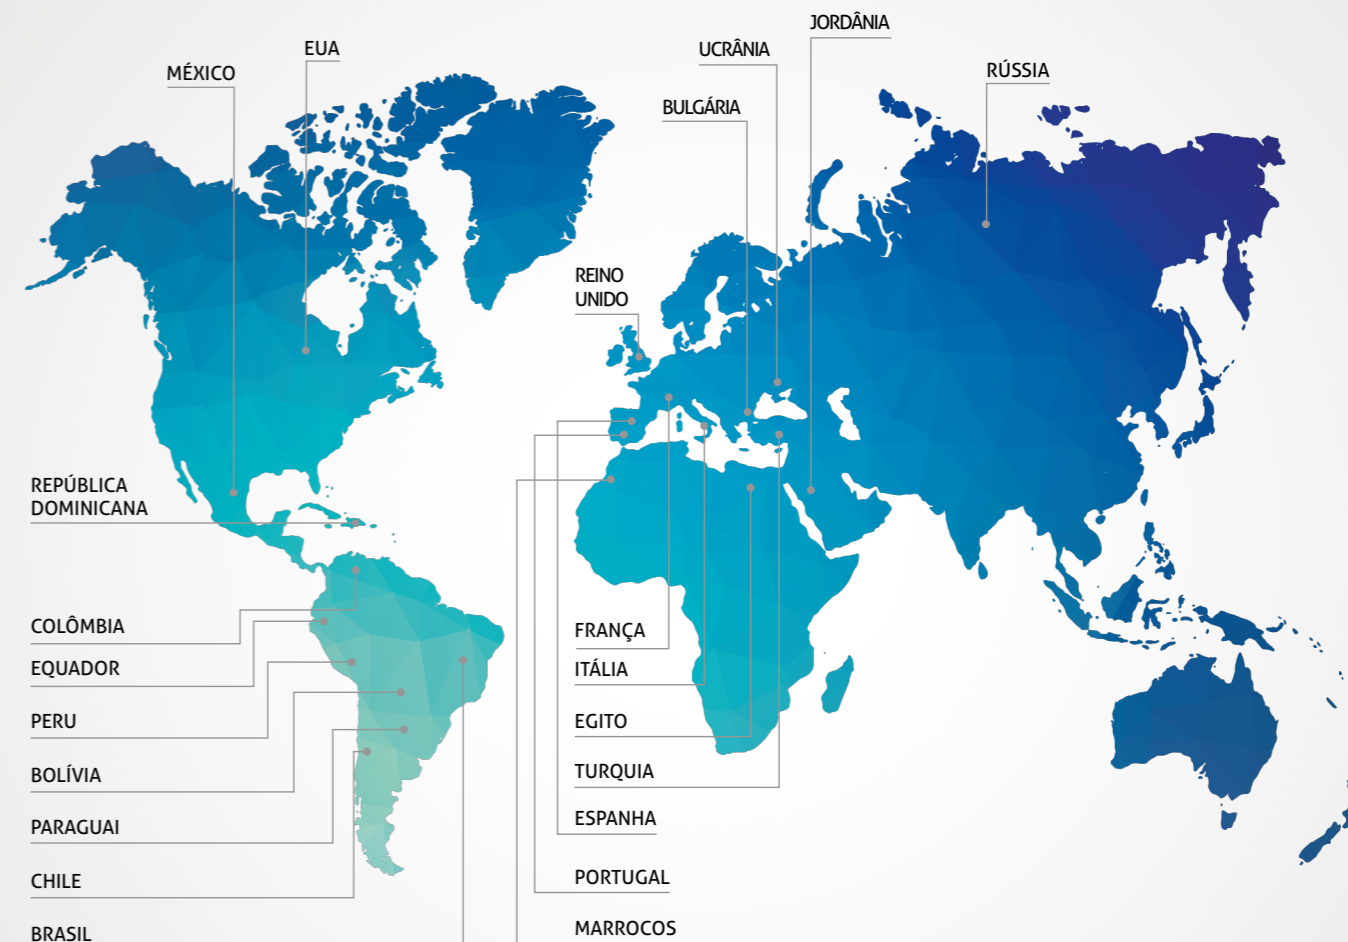 JORDÂNIA
EUA
UCRÂNIA
MÉXICO
RÚSSIA
BULGÁRIA
REINO
UNIDO
REPÚBLICA
DOMINICANA
COLÔMBIA
EQUADOR
PERU
BOLÍVIA
PARAGUAI
CHILE
BRASIL
FRANÇA
ITÁLIA
EGITO
TURQUIA
ESPANHA
PORTUGAL
MARROCOS